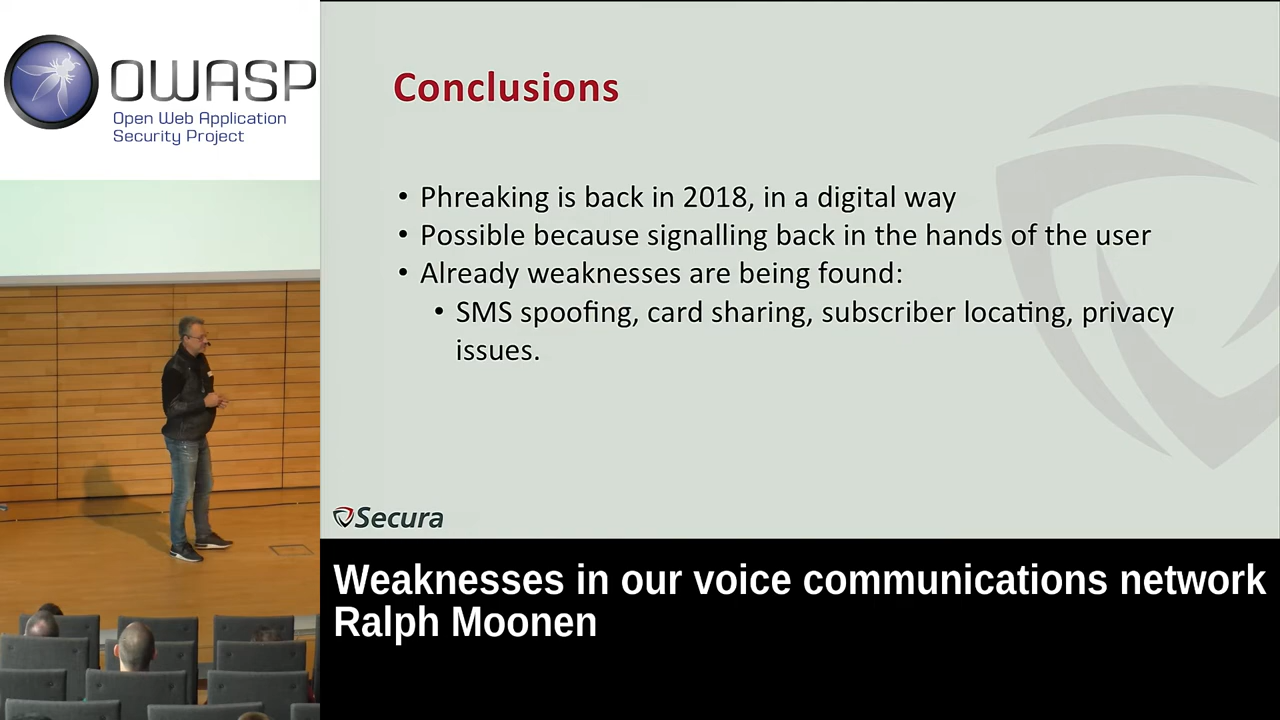 OWASP
Open Web Application
Security Project
Conclusions
• Phreaking is back in 2018, in a digital way
• Possible because signalling back in the hands of the user
• Already weaknesses are being found:
• SMS spoofing, card sharing, subscriber locating, privacy
issues.
Secura
Weaknesses in our voice communications network
Ralph Moonen